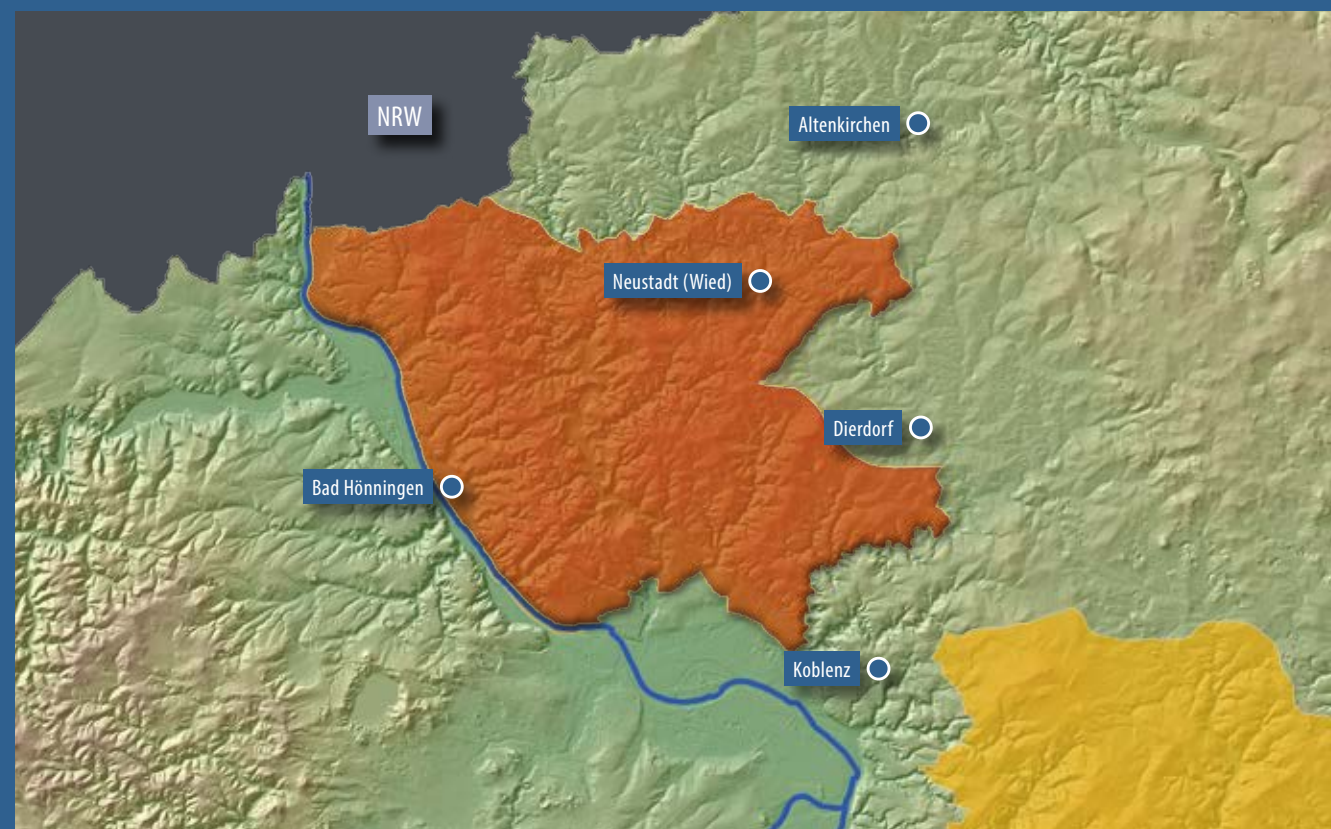 NRW
Altenkirchen
Neustadt (Wied)
Dierdorf
Bad Hönningen
Koblenz